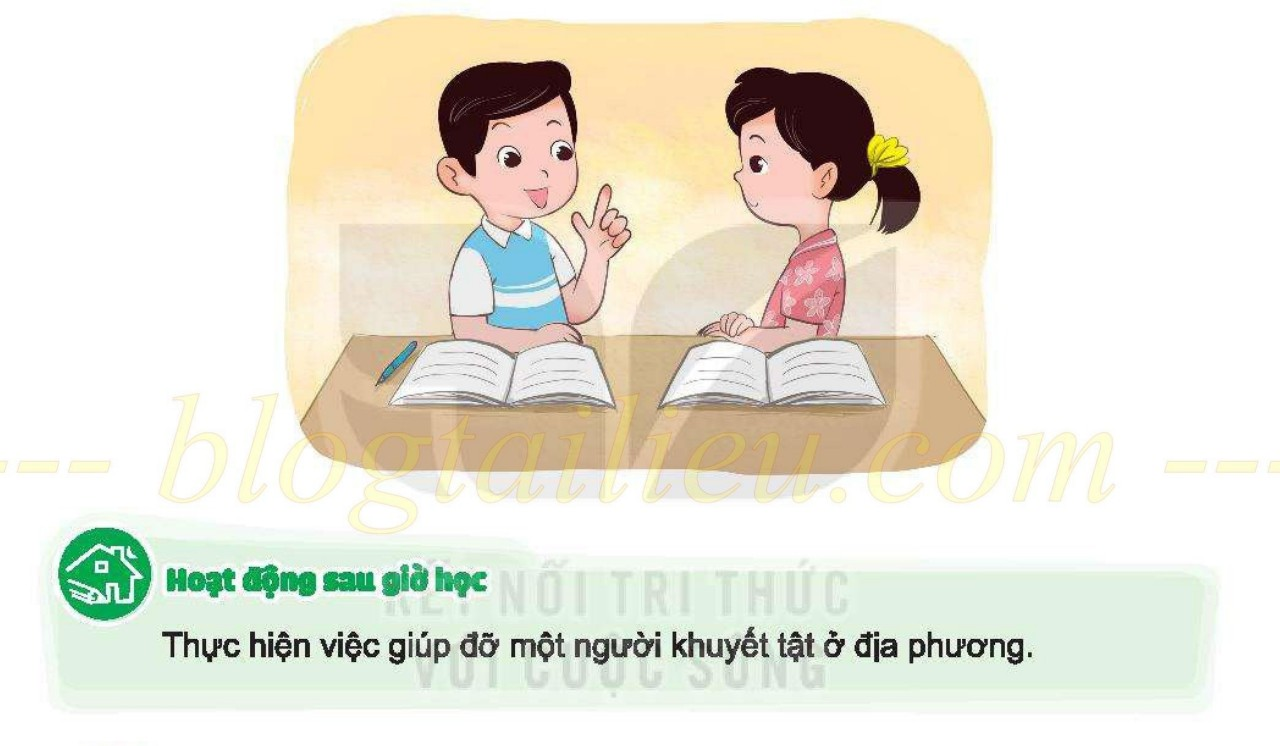 --- blogtailieu.com ---
Hoạt động sau giờ học
KẾT NỐI TRI THỨC
Thực hiện việc giúp đỡ một người khuyết tật ở địa phương.
VỚI CUỘC SỐNG